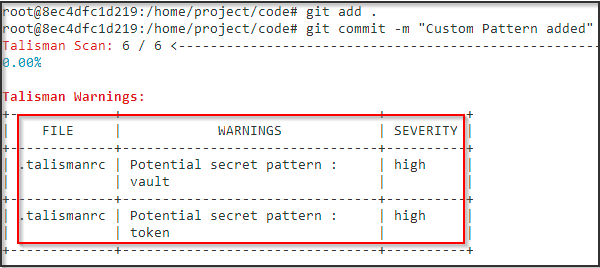 root@8ec4dfc1d219:/home/project/code# git add .
root@8ec4dfc1d219:/home/project/code# git commit -m "Custom Pattern added"
Talisman Scan: 6 / 6 <-----------------------------------------------------
0.00%
Talisman Warnings:
+-------------+-------------------------------+----------+
| FILE | WARNINGS | SEVERITY |
+-------------+-------------------------------+----------+
| .talismanrc | Potential secret pattern : | high |
| | vault | |
+-------------+-------------------------------+----------+
| .talismanrc | Potential secret pattern : | high |
| | token | |
+-------------+-------------------------------+----------+